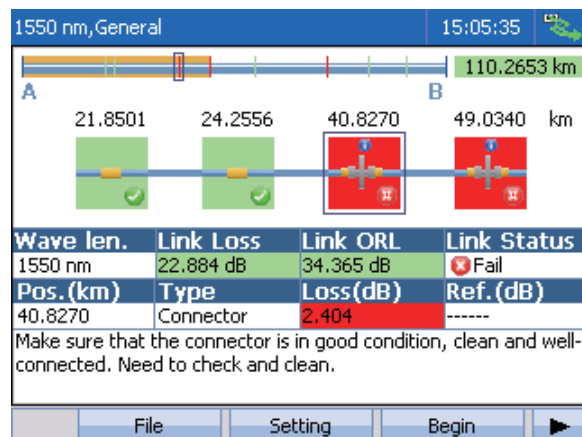 1550 nm,General 15:05:35
110.2653 km
A B
21.8501 24.2556 40.8270 49.0340 km
Wave len. Link Loss Link ORL Link Status
1550 nm 22.884 dB 34.365 dB Fail
Pos.(km) Type Loss(dB) Ref.(dB)
40.8270 Connector 2.404 ------
Make sure that the connector is in good condition, clean and well-
connected. Need to check and clean.
File Setting Begin